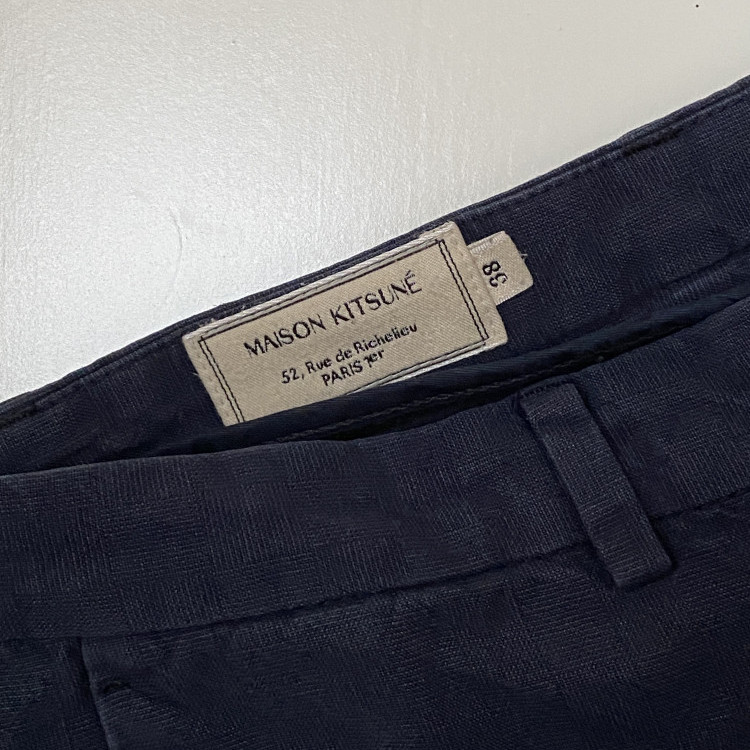 MAISON KITSUNÉ
52, Rue de Richelieu
PARIS 1er
38